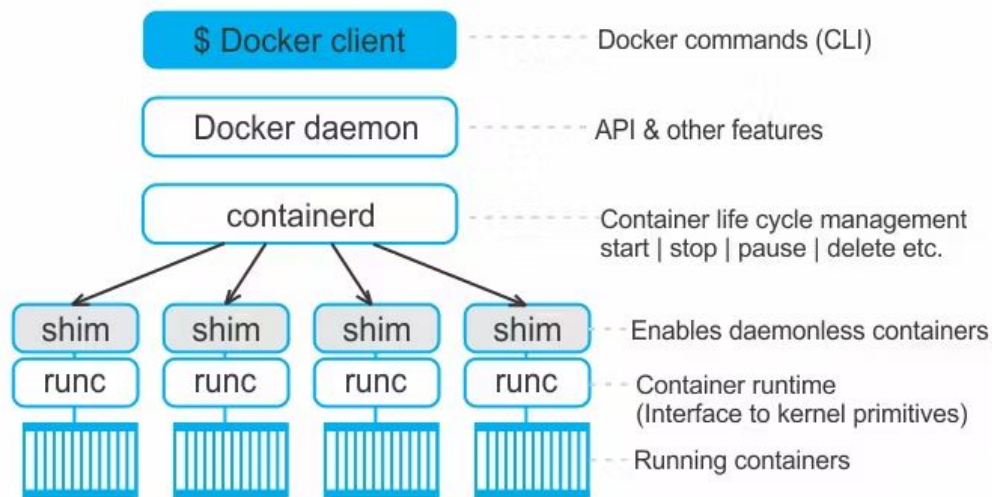 $ Docker client
Docker commands (CLI)
Docker daemon
API & other features
containerd
Container life cycle management
start | stop | pause | delete etc.
shim
shim
shim
shim
Enables daemonless containers
runc
runc
runc
runc
Container runtime
(Interface to kernel primitives)
Running containers